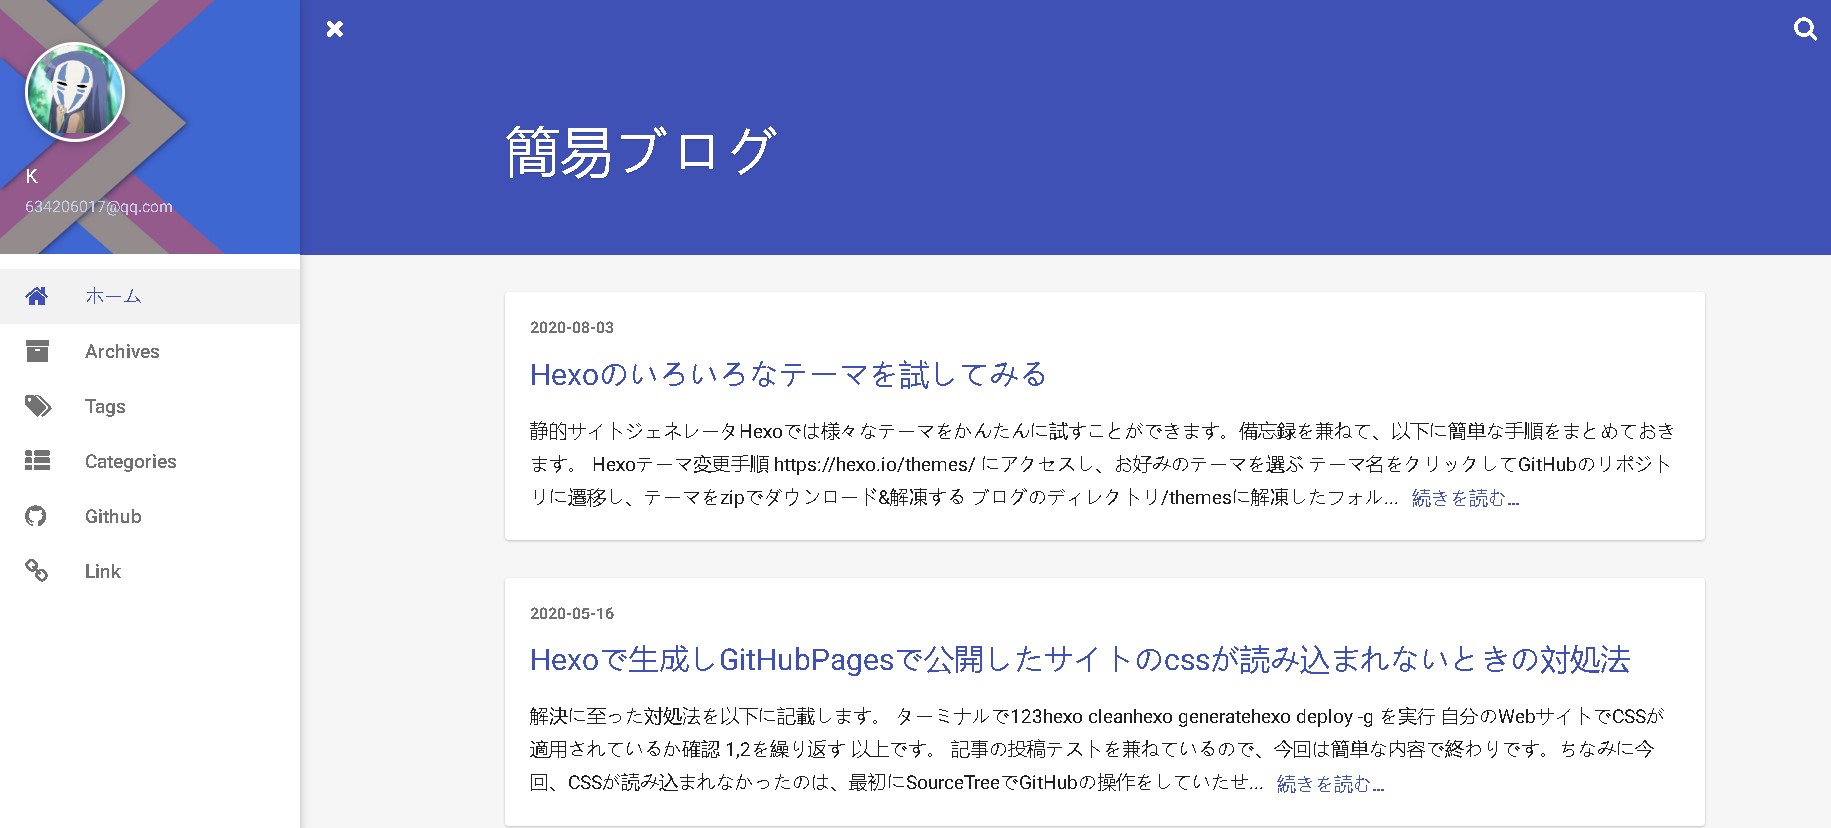 K
634206017@qq.com
ホーム
Archives
Tags
Categories
Github
Link
簡易ブログ
2020-08-03
Hexoのいろいろなテーマを試してみる
静的サイトジェネレータHexoでは様々なテーマをかんたんに試すことができます。備忘録を兼ねて、以下に簡単な手順をまとめておき
ます。 Hexoテーマ変更手順 https://hexo.io/themes/ にアクセスし、お好みのテーマを選ぶ テーマ名をクリックしてGitHubのリポジト
リに遷移し、テーマをzipでダウンロード&解凍する ブログのディレクトリ/themesに解凍したフォル... 続きを読む...
2020-05-16
Hexoで生成しGitHubPagesで公開したサイトのcssが読み込まれないときの対処法
解決に至った対処法を以下に記載します。 ターミナルで123hexo cleanhexo generatehexo deploy -g を実行 自分のWebサイトでCSSが
適用されているか確認 1,2を繰り返す 以上です。 記事の投稿テストを兼ねているので、今回は簡単な内容で終わりです。ちなみに今
回、CSSが読み込まれなかったのは、最初にSourceTreeでGitHubの操作をしていたせ... 続きを読む...